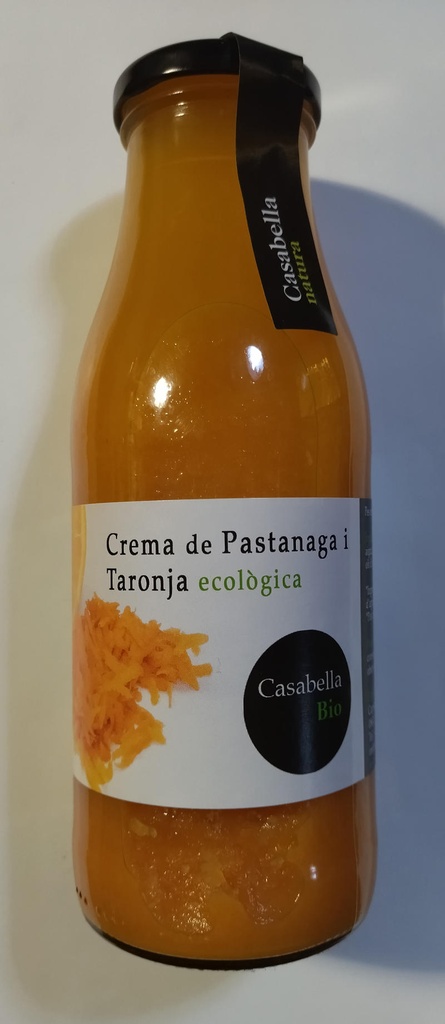 Casabella
natura
Crema de Pastanaga i
Taronja ecològica
Casabella
Bio